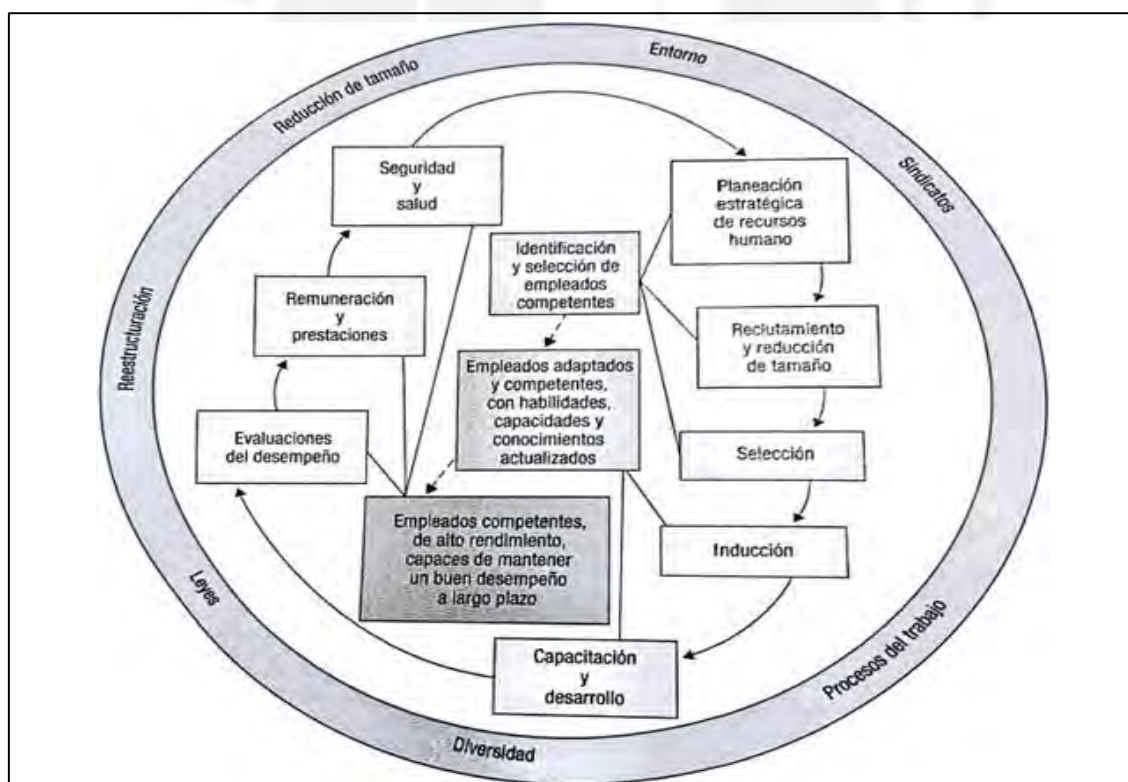 Entorno
Reducción de tamaño
Sindicatos
Seguridad
y
salud
Planeación
estratégica
de recursos
humano
Identificación
y selección de
empleados
competentes
Reestructuración
Remuneración
y
prestaciones
Reclutamiento
y reducción
de tamaño
Empleados adaptados
y competentes,
con habilidades,
capacidades y
conocimientos
actualizados
Evaluaciones
del desempeño
Selección
Empleados competentes,
de alto rendimiento,
capaces de mantener
un buen desempeño
a largo plazo
Inducción
Leyes
Capacitación
y
desarrollo
Procesos del trabajo
Diversidad